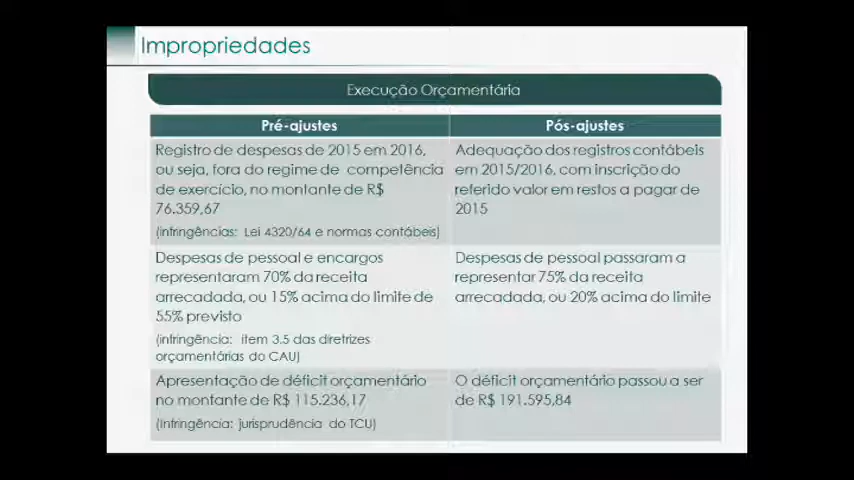 Impropriedades
Execução Orçamentária
Pré-ajustes
Pós-ajustes
Registro de despesas de 2015 em 2016,
ou seja, fora do regime de competência
de exercício, no montante de R$
76.359,67
(infringências: Lei 4320/64 e normas contábeis)
Adequação dos registros contábeis
em 2015/2016, com inscrição do
referido valor em restos a pagar de
2015
Despesas de pessoal e encargos
representaram 70% da receita
arrecadada, ou 15% acima do limite de
55% previsto
(infringência: item 3.5 das diretrizes
orçamentárias do CAU)
Despesas de pessoal passaram a
representar 75% da receita
arrecadada, ou 20% acima do limite
Apresentação de déficit orçamentário
no montante de R$ 115.236,17
(Infringência: jurisprudência do TCU)
O déficit orçamentário passou a ser
de R$ 191.595,84